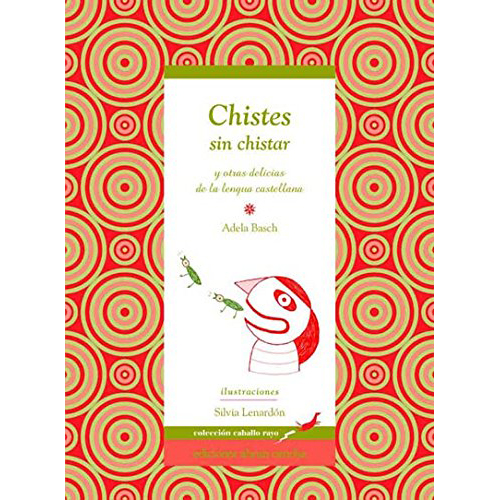 Chistes
sin chistar
y otras delicias
de la lengua castellana
Adela Basch
ilustraciones
Silvia Lenardón
colección caballo rayo
ediciones abran cancha